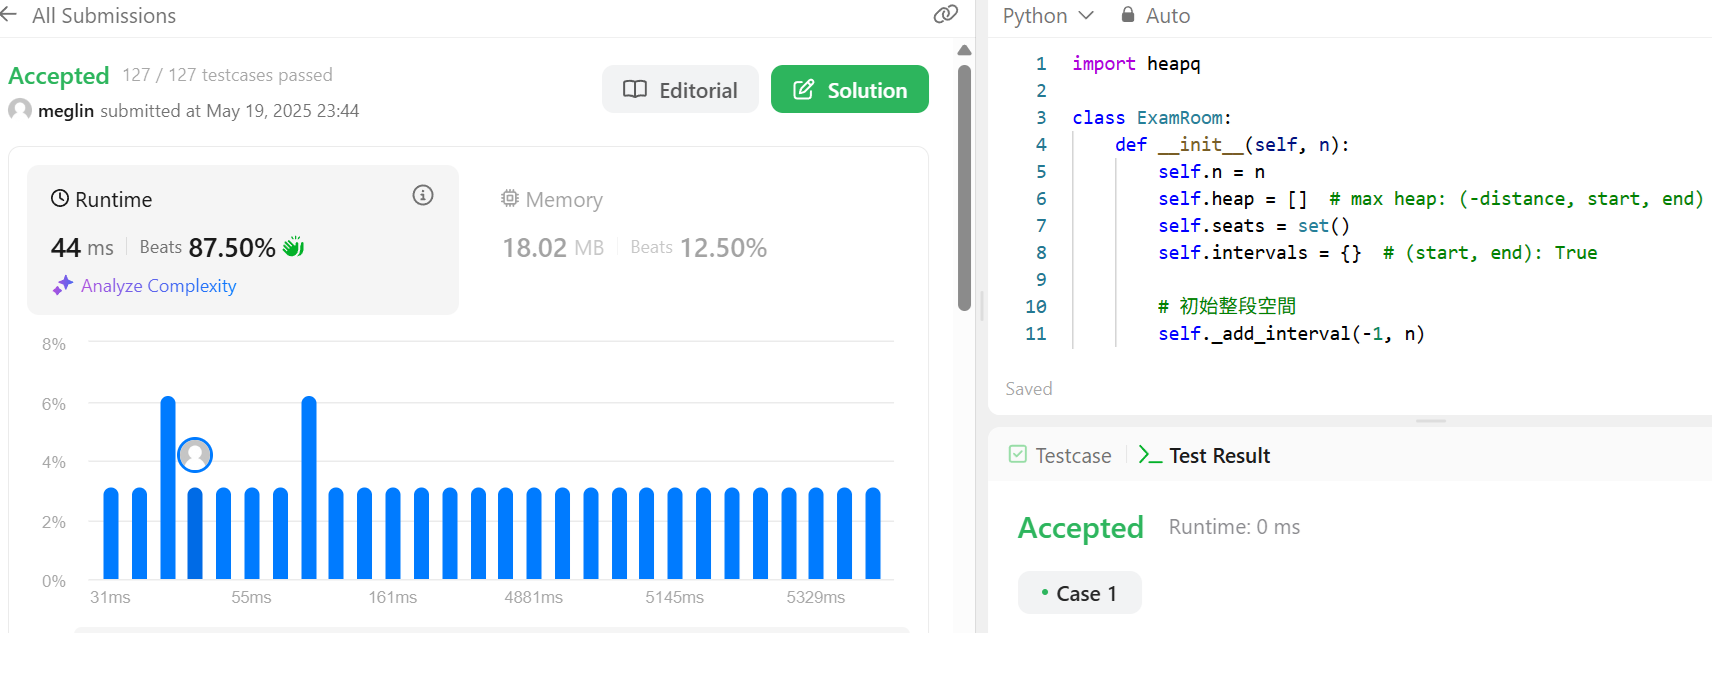 All Submissions
Accepted 127 / 127 testcases passed
meglin submitted at May 19, 2025 23:44
Editorial
Solution
Runtime
44 ms Beats 87.50%
Analyze Complexity
Memory
18.02 MB Beats 12.50%
8%
6%
4%
2%
0%
31ms 55ms 161ms 4881ms 5145ms 5329ms
Python Auto
1 import heapq
2
3 class ExamRoom:
4     def __init__(self, n):
5         self.n = n
6         self.heap = []  # max heap: (-distance, start, end)
7         self.seats = set()
8         self.intervals = {}  # (start, end): True
9
10         # 初始整段空間
11         self._add_interval(-1, n)
Saved
Testcase Test Result
Accepted Runtime: 0 ms
Case 1